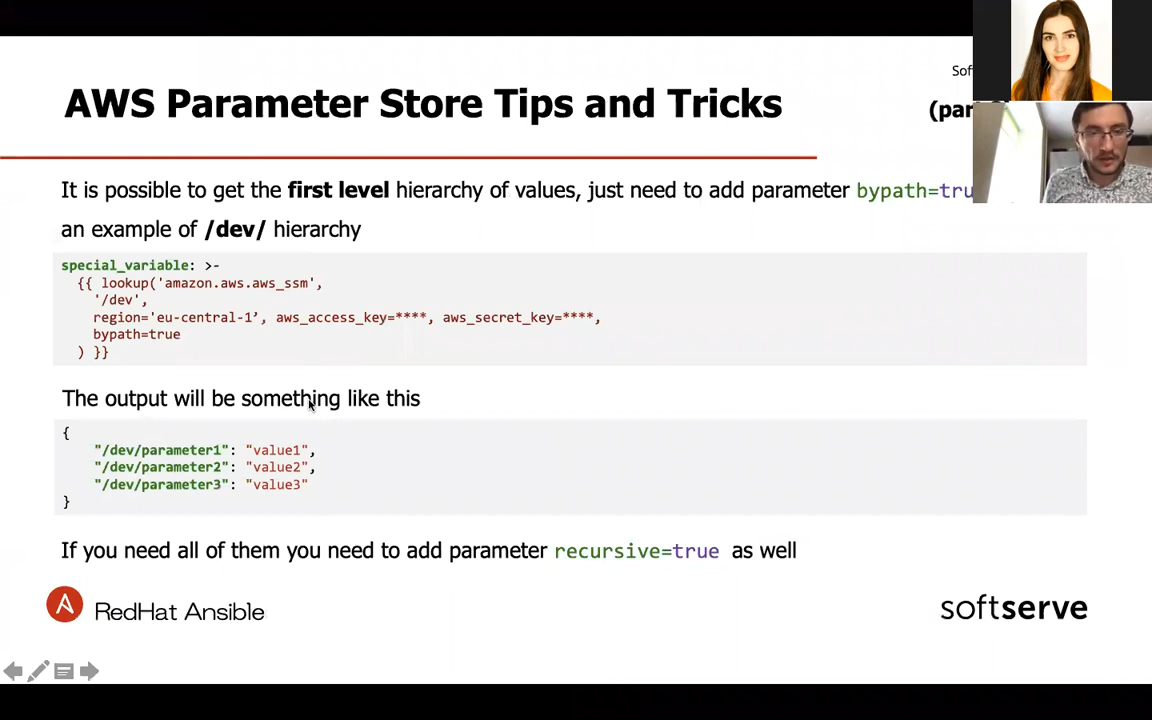 Sof
AWS Parameter Store Tips and Tricks
(par
It is possible to get the first level hierarchy of values, just need to add parameter bypath=tru
an example of /dev/ hierarchy
special_variable: >-
{{ lookup('amazon.aws.aws_ssm',
'/dev',
region='eu-central-1’, aws_access_key=****, aws_secret_key=****,
bypath=true
) }}
The output will be something like this
{
"/dev/parameter1": "value1",
"/dev/parameter2": "value2",
"/dev/parameter3": "value3"
}
If you need all of them you need to add parameter recursive=true as well
RedHat Ansible
softserve